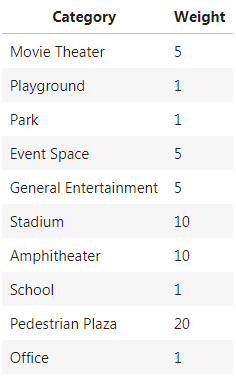 Category Weight
Movie Theater 5
Playground 1
Park 1
Event Space 5
General Entertainment 5
Stadium 10
Amphitheater 10
School 1
Pedestrian Plaza 20
Office 1